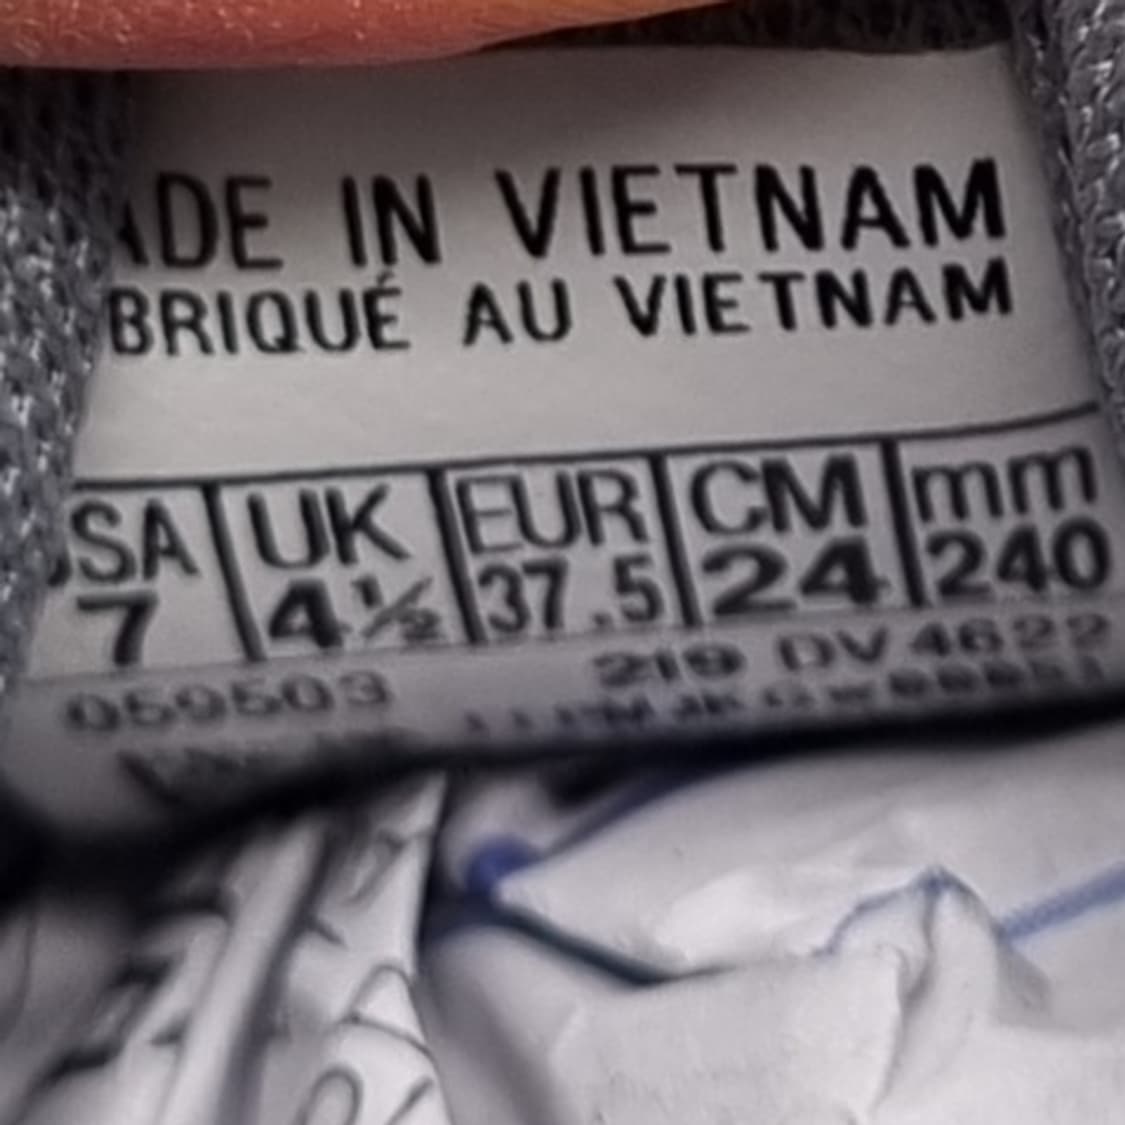 ADE IN VIETNAM
BRIQUÉ AU VIETNAM
SA UK EUR CM mm
7 4½ 37.5 24 240
059503 219 DV4622